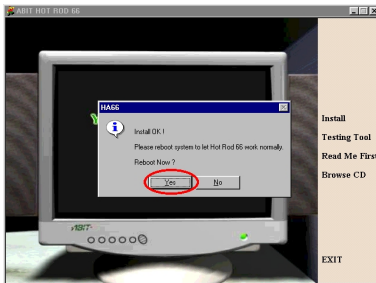 ABIT HOT ROD 66
HA66
Install OK !
Please reboot system to let Hot Rod 66 work normally.
Reboot Now ?
Yes
No
Install
Testing Tool
Read Me First
Browse CD
EXIT
ABIT